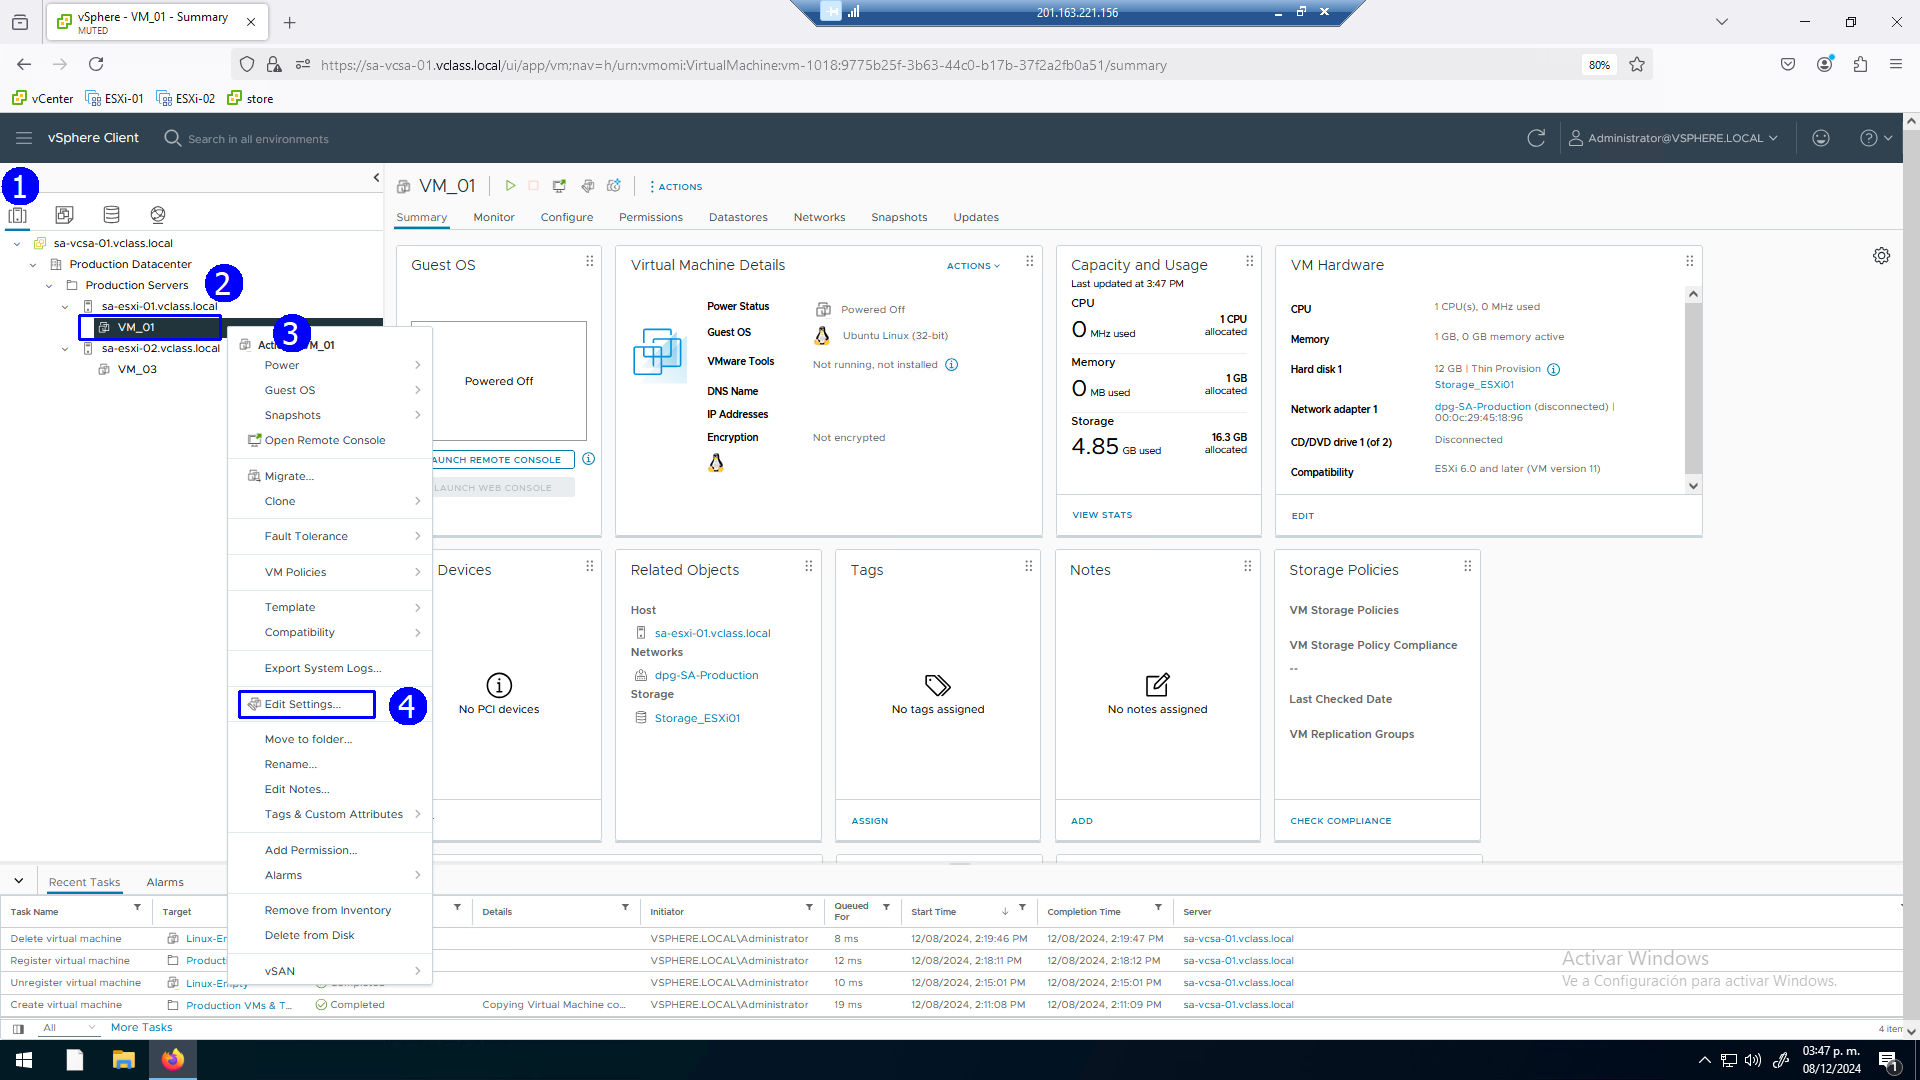 vSphere - VM_01 - Summary
MUTED
201.163.221.156
https://sa-vcsa-01.vclass.local/ui/app/vm;nav=h/urn:vmomi:VirtualMachine:vm-1018:9775b25f-3b63-44c0-b17b-37f2a2fb0a51/summary
80%
vCenter
ESXi-01
ESXi-02
store
vSphere Client
Search in all environments
Administrator@VSPHERE.LOCAL
1
sa-vcsa-01.vclass.local
Production Datacenter
Production Servers
2
sa-esxi-01.vclass.local
VM_01
3
sa-esxi-02.vclass.local
VM_03
VM_01
Power
Guest OS
Snapshots
Open Remote Console
Migrate...
Clone
Fault Tolerance
VM Policies
Template
Compatibility
Export System Logs...
Edit Settings...
4
Move to folder...
Rename...
Edit Notes...
Tags & Custom Attributes
Add Permission...
Alarms
Remove from Inventory
Delete from Disk
vSAN
VM_01
ACTIONS
Summary
Monitor
Configure
Permissions
Datastores
Networks
Snapshots
Updates
Guest OS
Powered Off
LAUNCH REMOTE CONSOLE
LAUNCH WEB CONSOLE
Virtual Machine Details
ACTIONS
Power Status
Powered Off
Guest OS
Ubuntu Linux (32-bit)
VMware Tools
Not running, not installed
DNS Name
IP Addresses
Encryption
Not encrypted
Capacity and Usage
Last updated at 3:47 PM
CPU
0 MHz used
1 CPU allocated
Memory
0 MB used
1 GB allocated
Storage
4.85 GB used
16.3 GB allocated
VIEW STATS
VM Hardware
CPU
1 CPU(s), 0 MHz used
Memory
1 GB, 0 GB memory active
Hard disk 1
12 GB | Thin Provision
Storage_ESXi01
Network adapter 1
dpg-SA-Production (disconnected) |
00:0c:29:45:18:96
CD/DVD drive 1 (of 2)
Disconnected
Compatibility
ESXi 6.0 and later (VM version 11)
EDIT
Devices
No PCI devices
Related Objects
Host
sa-esxi-01.vclass.local
Networks
dpg-SA-Production
Storage
Storage_ESXi01
Tags
No tags assigned
ASSIGN
Notes
No notes assigned
ADD
Storage Policies
VM Storage Policies
VM Storage Policy Compliance
--
Last Checked Date
VM Replication Groups
CHECK COMPLIANCE
Recent Tasks
Alarms
Task Name
Target
Details
Initiator
Queued For
Start Time
Completion Time
Server
Delete virtual machine
VSPHERE.LOCAL\Administrator
8 ms
12/08/2024, 2:19:46 PM
12/08/2024, 2:19:47 PM
sa-vcsa-01.vclass.local
Register virtual machine
VSPHERE.LOCAL\Administrator
12 ms
12/08/2024, 2:18:11 PM
12/08/2024, 2:18:12 PM
sa-vcsa-01.vclass.local
Unregister virtual machine
Linux-Empty
Completed
VSPHERE.LOCAL\Administrator
10 ms
12/08/2024, 2:15:01 PM
12/08/2024, 2:15:01 PM
sa-vcsa-01.vclass.local
Create virtual machine
Production VMs & T...
Completed
Copying Virtual Machine co...
VSPHERE.LOCAL\Administrator
19 ms
12/08/2024, 2:11:08 PM
12/08/2024, 2:11:09 PM
sa-vcsa-01.vclass.local
All
More Tasks
4 item
Activar Windows
Ve a Configuración para activar Windows.
03:47 p. m.
08/12/2024
1